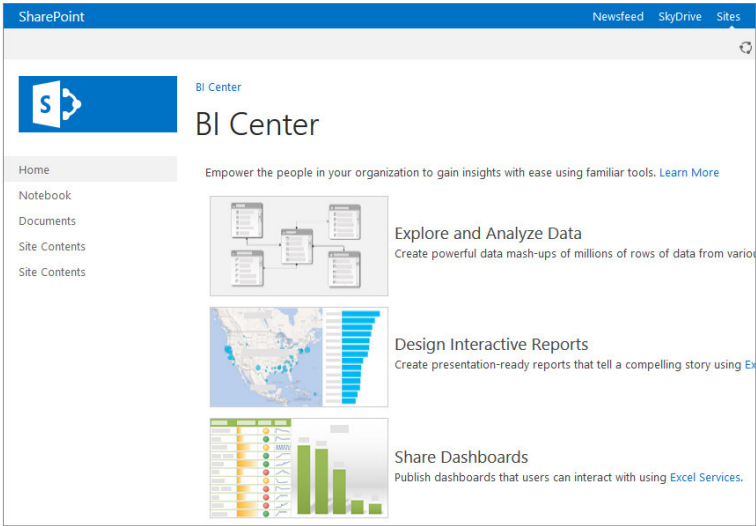 SharePoint
Newsfeed SkyDrive Sites
S
BI Center
BI Center
Home
Notebook
Documents
Site Contents
Site Contents
Empower the people in your organization to gain insights with ease using familiar tools. Learn More
Explore and Analyze Data
Create powerful data mash-ups of millions of rows of data from
Design Interactive Reports
Create presentation-ready reports that tell a compelling story using
Share Dashboards
Publish dashboards that users can interact with using Excel Services.